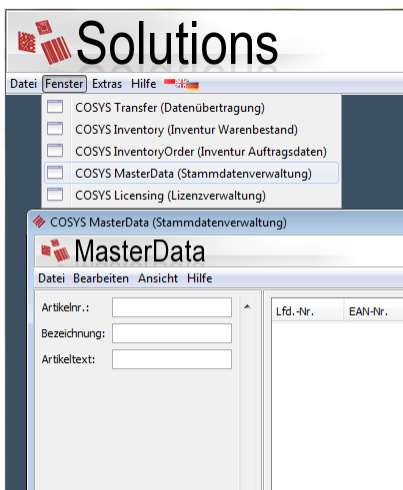 Solutions
Datei Fenster Extras Hilfe
COSYS Transfer (Datenübertragung)
COSYS Inventory (Inventur Warenbestand)
COSYS InventoryOrder (Inventur Auftragsdaten)
COSYS MasterData (Stammdatenverwaltung)
COSYS Licensing (Lizenzverwaltung)
COSYS MasterData (Stammdatenverwaltung)
MasterData
Datei Bearbeiten Ansicht Hilfe
Artikelnr.:
Bezeichnung:
Artikeltext:
Lfd.-Nr. EAN-Nr.